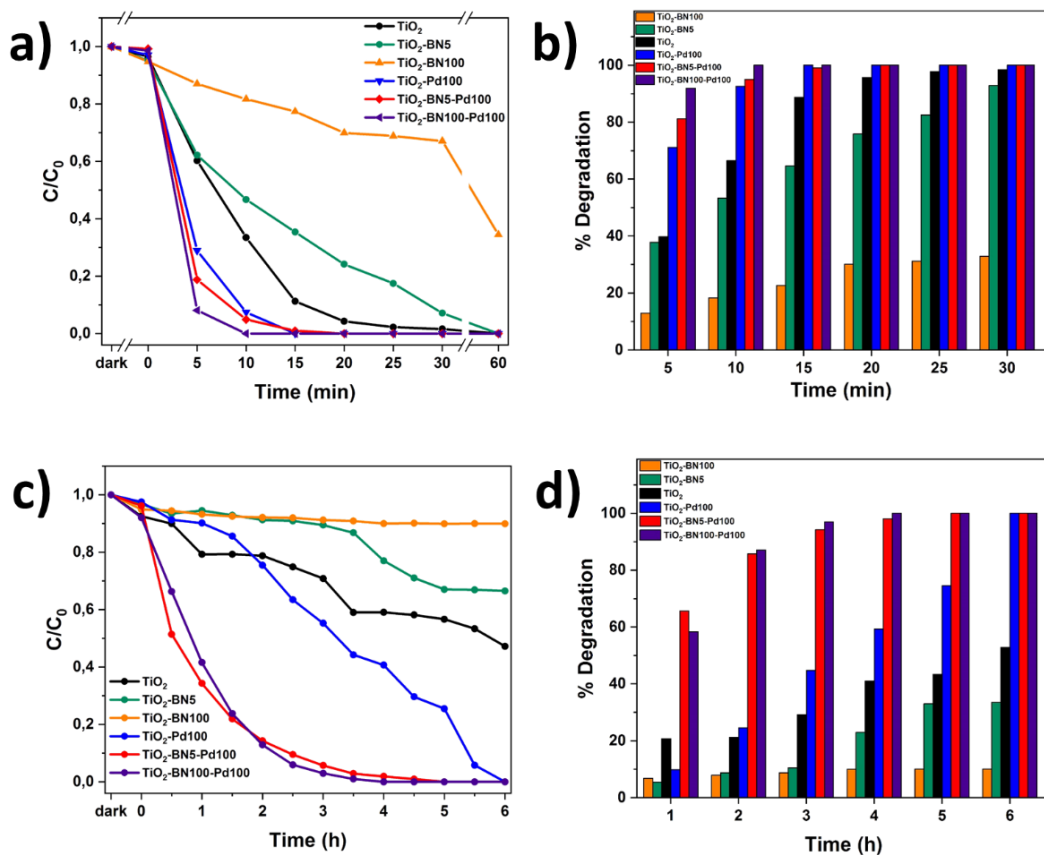 a)
C/C₀
1,0
0,8
0,6
0,4
0,2
0,0
TiO₂
TiO₂-BN5
TiO₂-BN100
TiO₂-Pd100
TiO₂-BN5-Pd100
TiO₂-BN100-Pd100
dark 0 5 10 15 20 25 30 60
Time (min)
b)
% Degradation
100
80
60
40
20
0
TiO₂-BN100
TiO₂-BN5
TiO₂
TiO₂-Pd100
TiO₂-BN5-Pd100
TiO₂-BN100-Pd100
5 10 15 20 25 30
Time (min)
c)
C/C₀
1,0
0,8
0,6
0,4
0,2
0,0
TiO₂
TiO₂-BN5
TiO₂-BN100
TiO₂-Pd100
TiO₂-BN5-Pd100
TiO₂-BN100-Pd100
dark 0 1 2 3 4 5 6
Time (h)
d)
% Degradation
100
80
60
40
20
0
TiO₂-BN100
TiO₂-BN5
TiO₂
TiO₂-Pd100
TiO₂-BN5-Pd100
TiO₂-BN100-Pd100
1 2 3 4 5 6
Time (h)